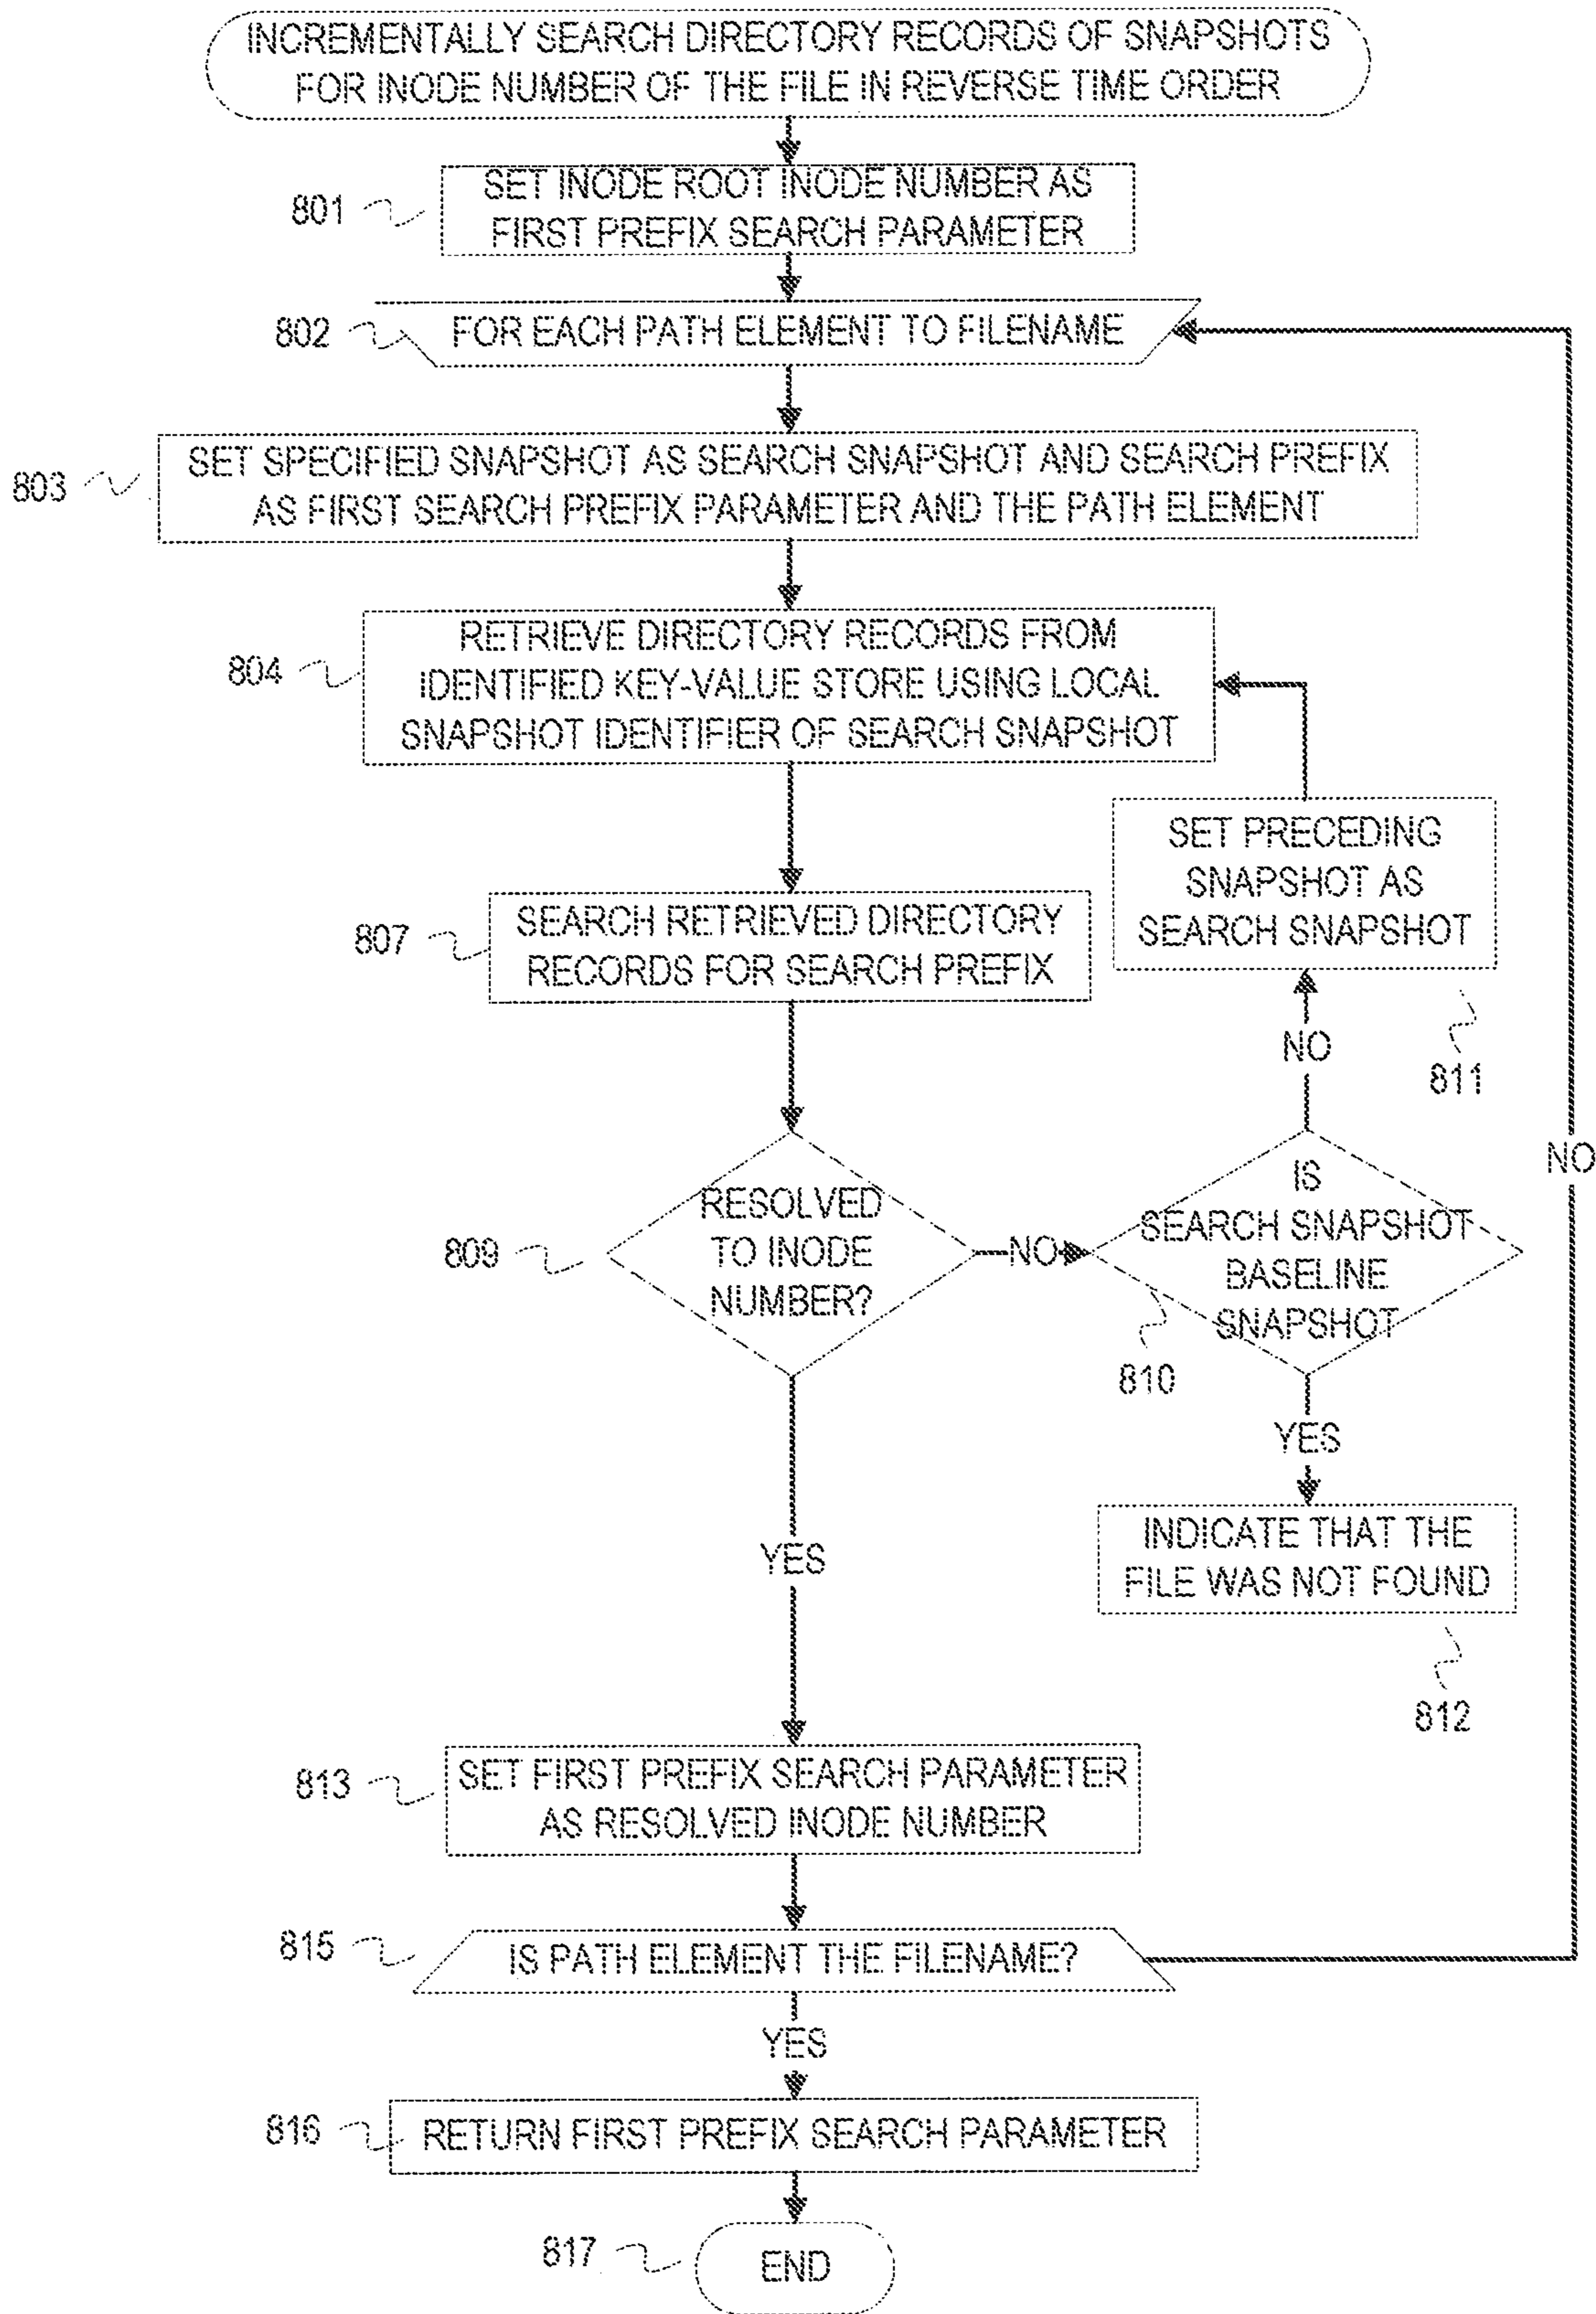 INCREMENTALLY SEARCH DIRECTORY RECORDS OF SNAPSHOTS
FOR INODE NUMBER OF THE FILE IN REVERSE TIME ORDER
801
SET INODE ROOT INODE NUMBER AS
FIRST PREFIX SEARCH PARAMETER
802
FOR EACH PATH ELEMENT TO FILENAME
803
SET SPECIFIED SNAPSHOT AS SEARCH SNAPSHOT AND SEARCH PREFIX
AS FIRST SEARCH PREFIX PARAMETER AND THE PATH ELEMENT
804
RETRIEVE DIRECTORY RECORDS FROM
IDENTIFIED KEY-VALUE STORE USING LOCAL
SNAPSHOT IDENTIFIER OF SEARCH SNAPSHOT
SET PRECEDING
SNAPSHOT AS
SEARCH SNAPSHOT
811
807
SEARCH RETRIEVED DIRECTORY
RECORDS FOR SEARCH PREFIX
NO
NO
809
RESOLVED
TO INODE
NUMBER?
NO
IS
SEARCH SNAPSHOT
BASELINE
SNAPSHOT
810
YES
YES
INDICATE THAT THE
FILE WAS NOT FOUND
812
813
SET FIRST PREFIX SEARCH PARAMETER
AS RESOLVED INODE NUMBER
815
IS PATH ELEMENT THE FILENAME?
YES
816
RETURN FIRST PREFIX SEARCH PARAMETER
817
END